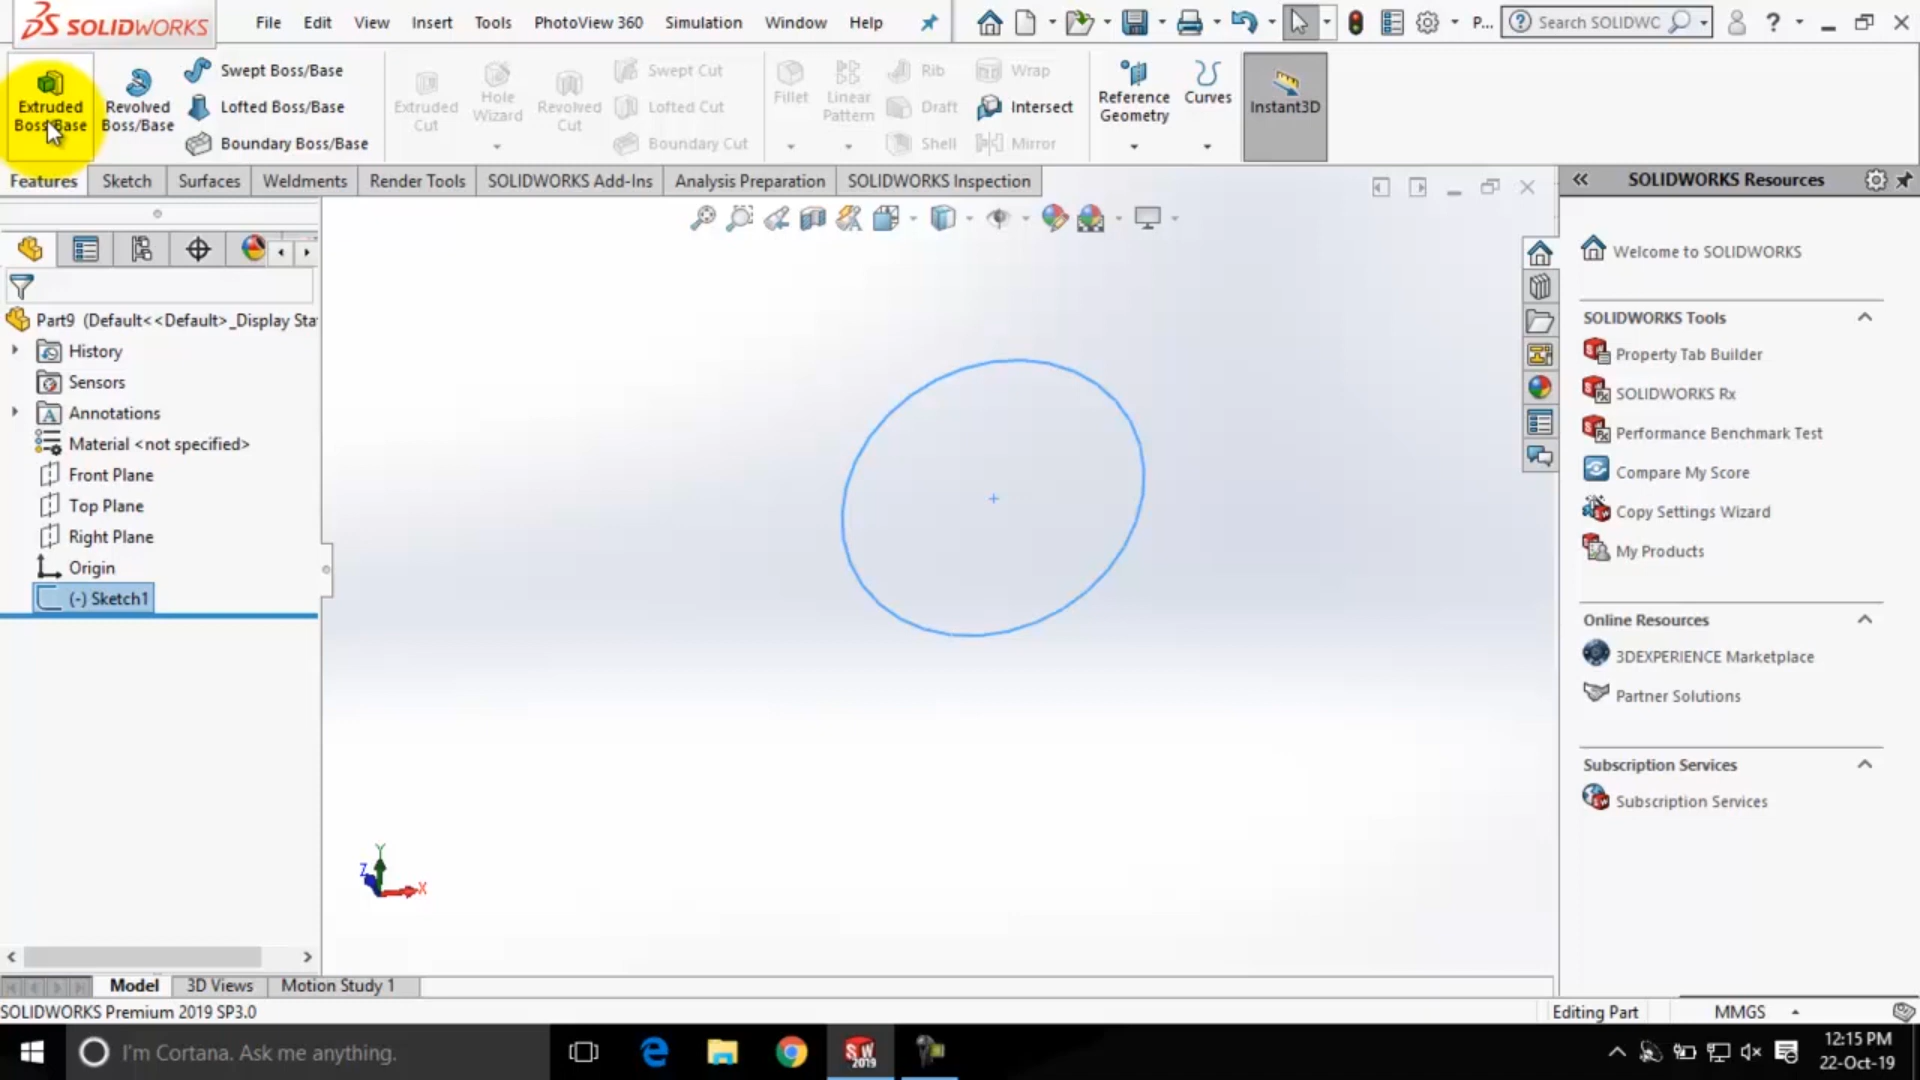 SOLIDWORKS
File Edit View Insert Tools PhotoView 360 Simulation Window Help
P...
Search SOLIDWC
?
Extruded
Boss/Base
Revolved
Boss/Base
Swept Boss/Base
Lofted Boss/Base
Boundary Boss/Base
Extruded
Cut
Hole
Wizard
Revolved
Cut
Swept Cut
Lofted Cut
Boundary Cut
Fillet
Linear
Pattern
Rib
Draft
Shell
Wrap
Intersect
Mirror
Reference
Geometry
Curves
Instant3D
Features Sketch Surfaces Weldments Render Tools SOLIDWORKS Add-Ins Analysis Preparation SOLIDWORKS Inspection
Part9 (Default<<Default>_Display Sta
History
Sensors
Annotations
Material <not specified>
Front Plane
Top Plane
Right Plane
Origin
(-) Sketch1
Y
Z
X
SOLIDWORKS Resources
Welcome to SOLIDWORKS
SOLIDWORKS Tools
Property Tab Builder
SOLIDWORKS Rx
Performance Benchmark Test
Compare My Score
Copy Settings Wizard
My Products
Online Resources
3DEXPERIENCE Marketplace
Partner Solutions
Subscription Services
Subscription Services
Model 3D Views Motion Study 1
SOLIDWORKS Premium 2019 SP3.0
Editing Part
MMGS
I'm Cortana. Ask me anything.
SW
2019
12:15 PM
22-Oct-19